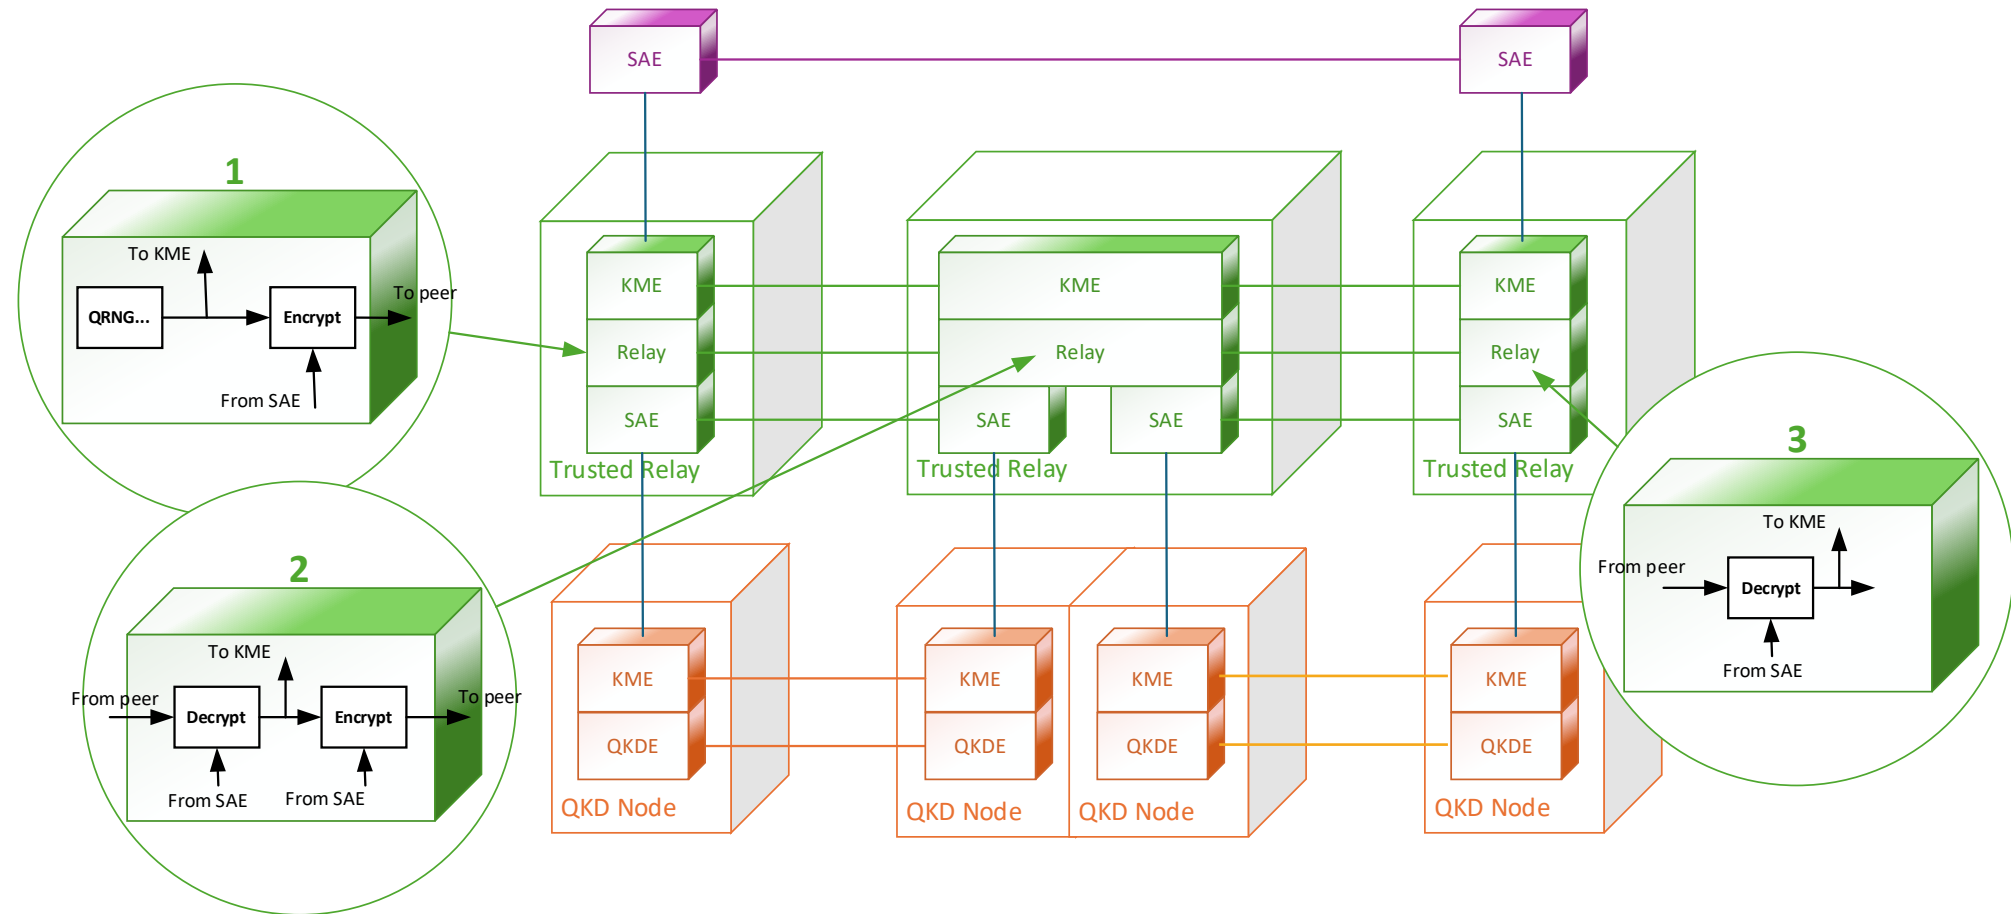 SAE
SAE
1
To KME
QRNG...
Encrypt
To peer
From SAE
KME
Relay
SAE
Trusted Relay
KME
Relay
SAE
SAE
Trusted Relay
KME
Relay
SAE
Trusted Relay
2
To KME
From peer
Decrypt
Encrypt
To peer
From SAE
From SAE
3
To KME
From peer
Decrypt
From SAE
KME
QKDE
QKD Node
KME
QKDE
QKD Node
KME
QKDE
QKD Node
KME
QKDE
QKD Node